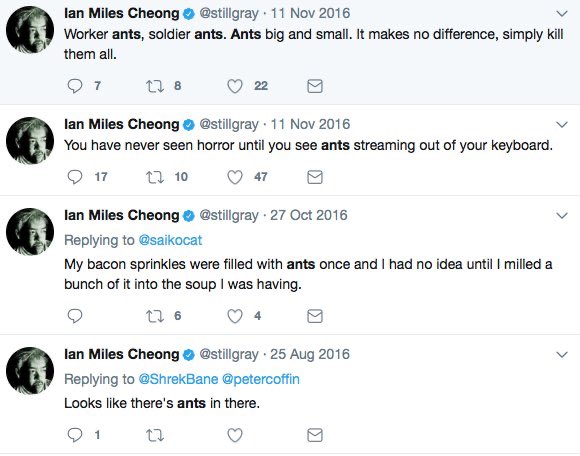 Ian Miles Cheong @stillgray · 11 Nov 2016
Worker ants, soldier ants. Ants big and small. It makes no difference, simply kill
them all.
7 8 22
Ian Miles Cheong @stillgray · 11 Nov 2016
You have never seen horror until you see ants streaming out of your keyboard.
17 10 47
Ian Miles Cheong @stillgray · 27 Oct 2016
Replying to @saikocat
My bacon sprinkles were filled with ants once and I had no idea until I milled a
bunch of it into the soup I was having.
6 4
Ian Miles Cheong @stillgray · 25 Aug 2016
Replying to @ShrekBane @petercoffin
Looks like there's ants in there.
1